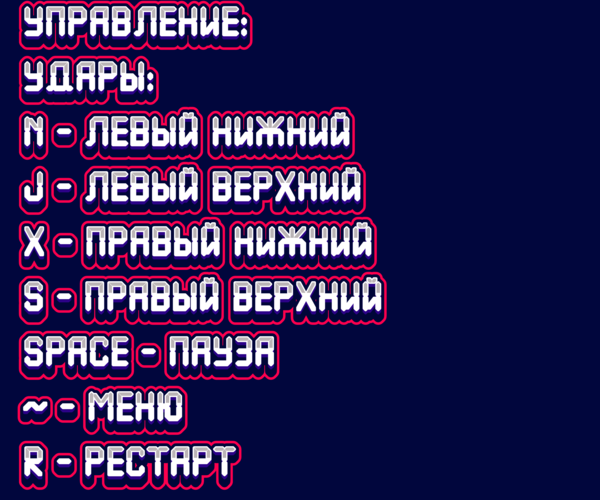 УПРАВЛЕНИЕ:
УДАРЫ:
N - ЛЕВЫЙ НИЖНИЙ
J - ЛЕВЫЙ ВЕРХНИЙ
X - ПРАВЫЙ НИЖНИЙ
S - ПРАВЫЙ ВЕРХНИЙ
SPACE - ПАУЗА
~ - МЕНЮ
R - РЕСТАРТ